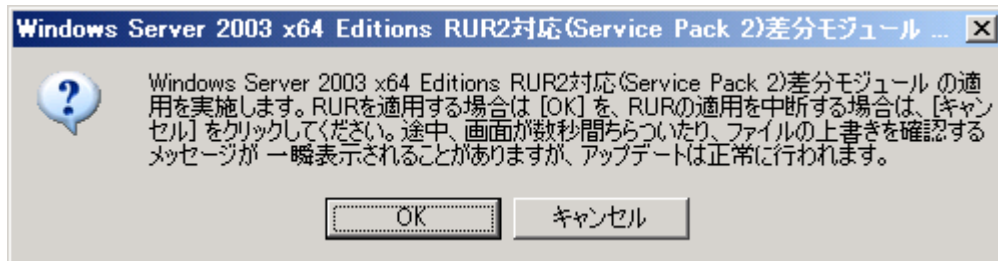 Windows Server 2003 x64 Editions RUR2対応(Service Pack 2)差分モジュール ...
Windows Server 2003 x64 Editions RUR2対応(Service Pack 2)差分モジュール の適
用を実施します。RURを適用する場合は [OK] を、RURの適用を中断する場合は、[キャン
セル] をクリックしてください。途中、画面が数秒間ちらついたり、ファイルの上書きを確認する
メッセージが 一瞬表示されることがありますが、アップデートは正常に行われます。
OK
キャンセル